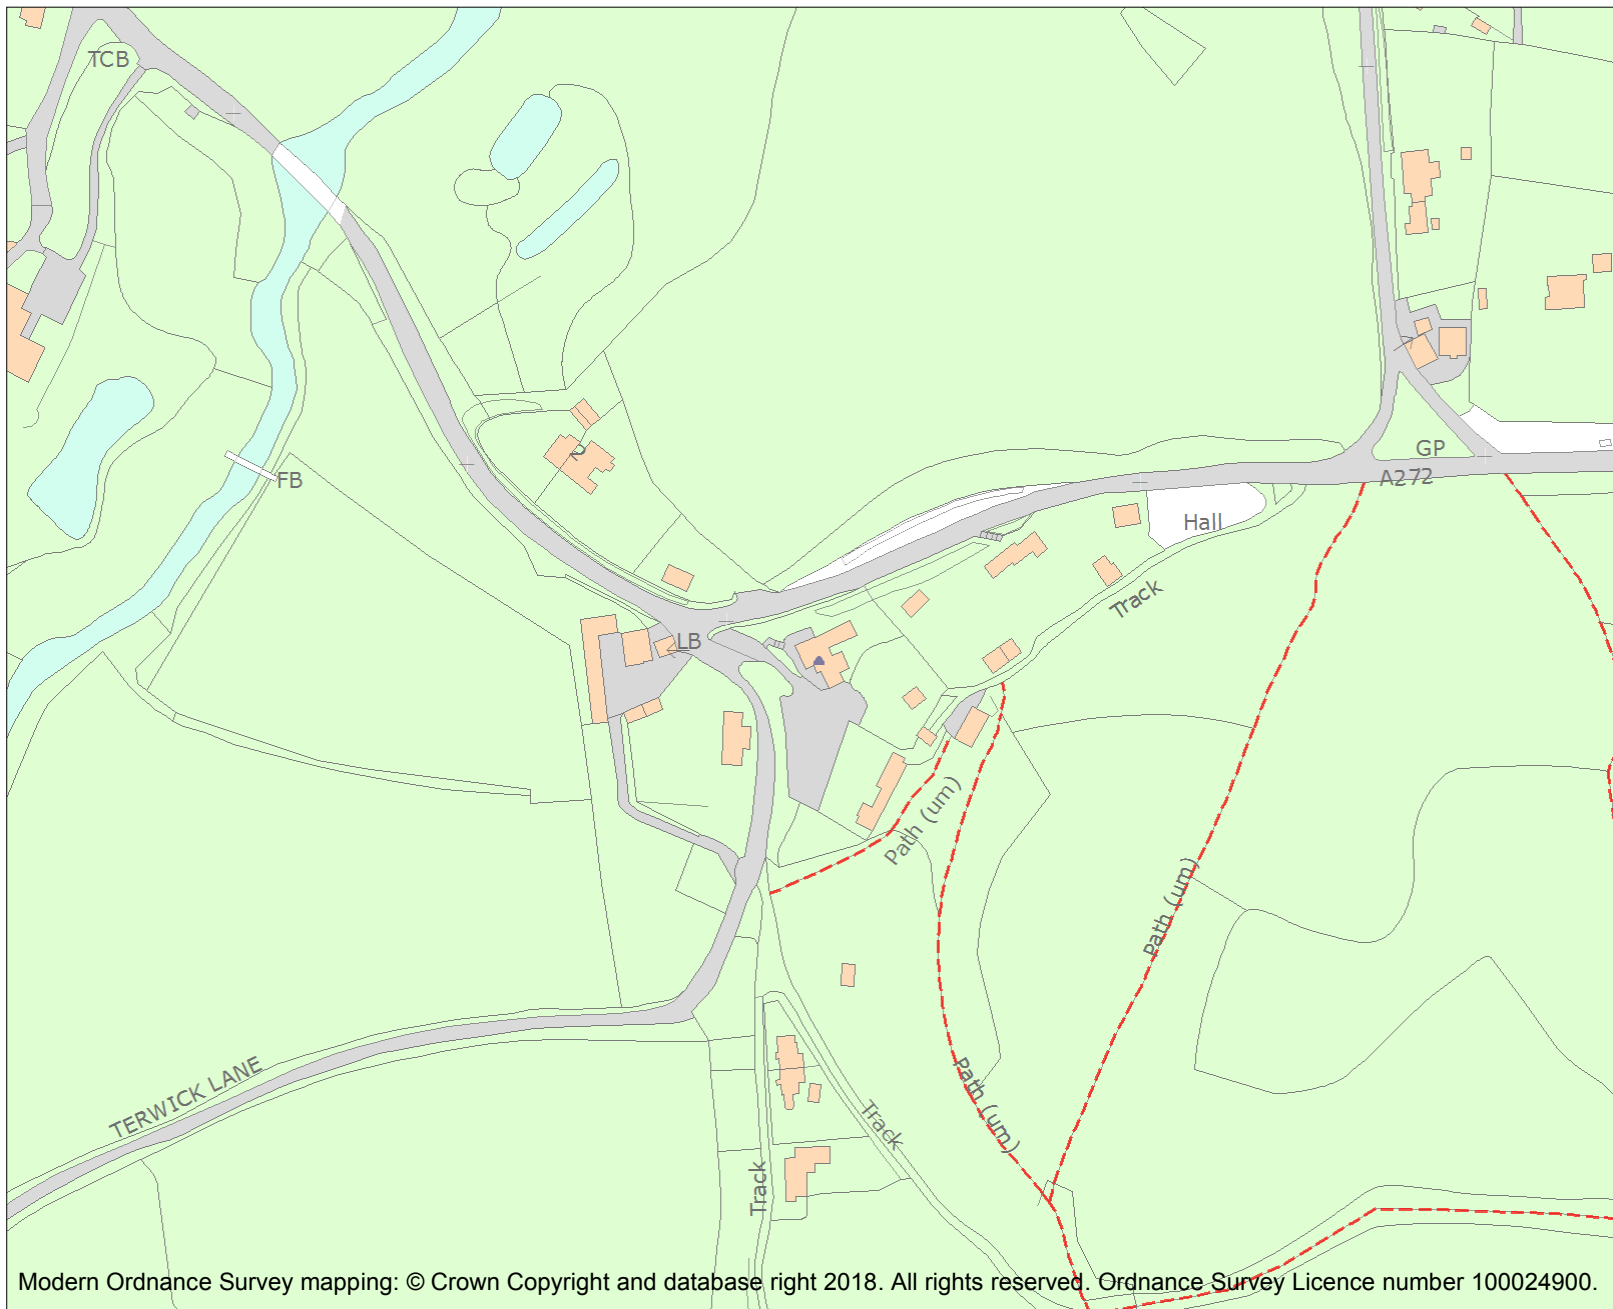 TCB
2
FB
GP
A272
Hall
Track
LB
Path (um)
Path (um)
Path (um)
TERWICK LANE
Track
Track
Modern Ordnance Survey mapping: © Crown Copyright and database right 2018. All rights reserved. Ordnance Survey Licence number 100024900.